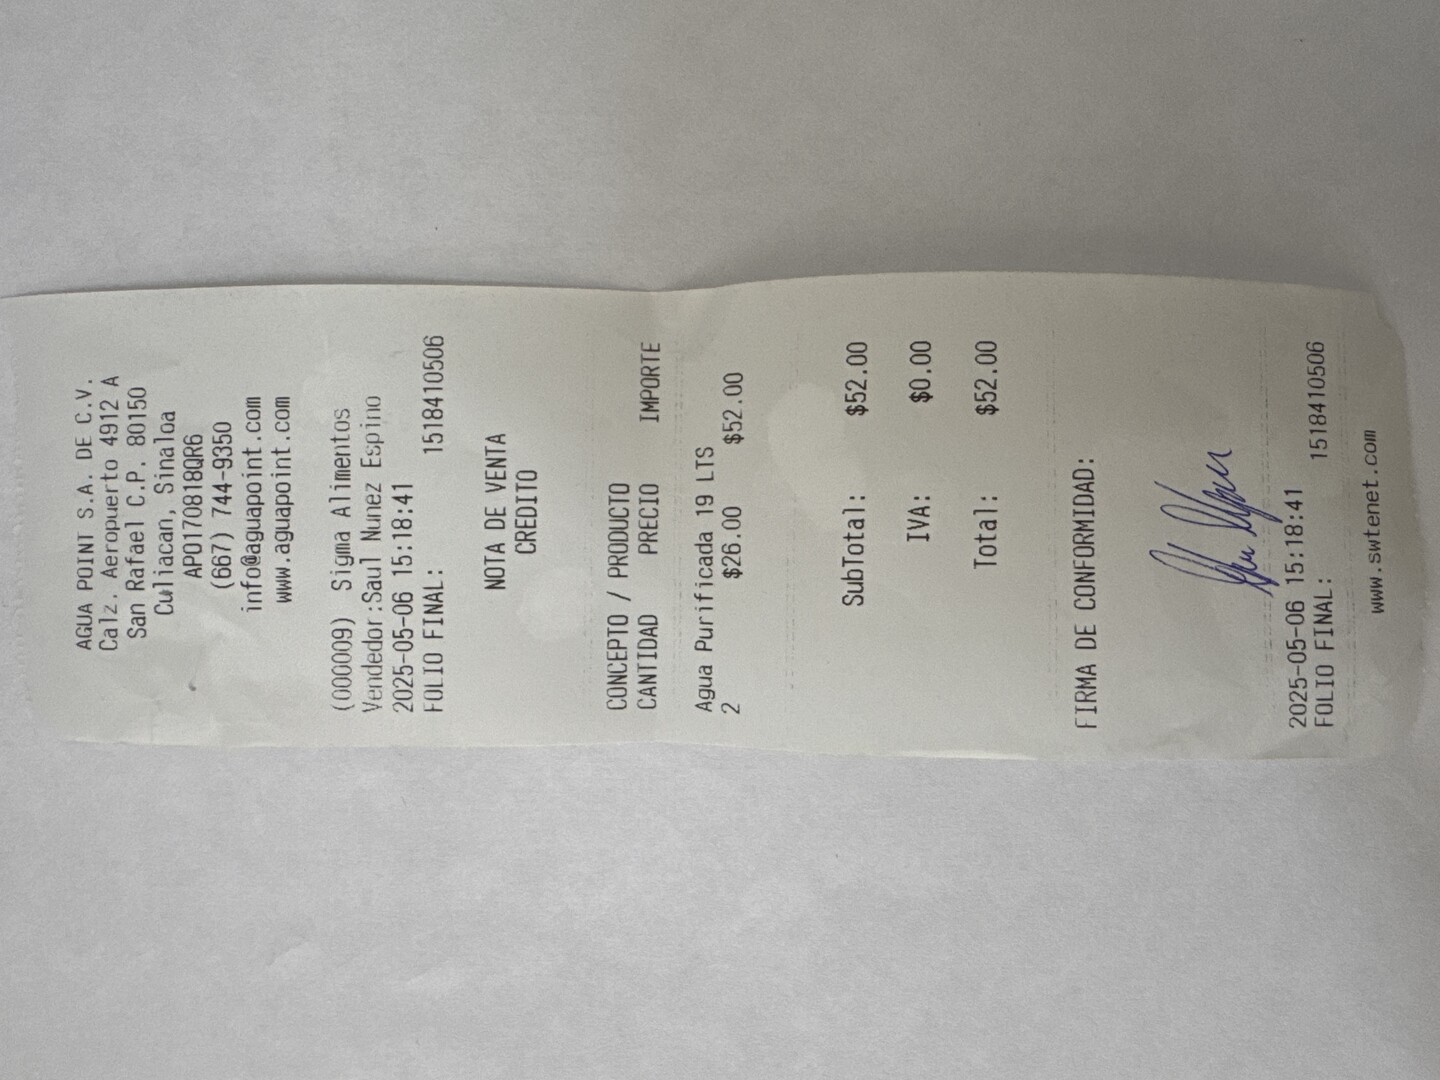 AGUA POINT S.A. DE C.V.
Calz. Aeropuerto 4912 A
San Rafael C.P. 80150
Culiacan, Sinaloa
APO170818QR6
(667) 744-9350
info@aguapoint.com
www.aguapoint.com
(000009) Sigma Alimentos
Vendedor:Saul Nunez Espino
2025-05-06 15:18:41
FOLIO FINAL: 1518410506
NOTA DE VENTA
CREDITO
CONCEPTO / PRODUCTO
CANTIDAD PRECIO IMPORTE
Agua Purificada 19 LTS
2 $26.00 $52.00
SubTotal: $52.00
IVA: $0.00
Total: $52.00
FIRMA DE CONFORMIDAD:
2025-05-06 15:18:41
FOLIO FINAL: 1518410506
www.swtenet.com